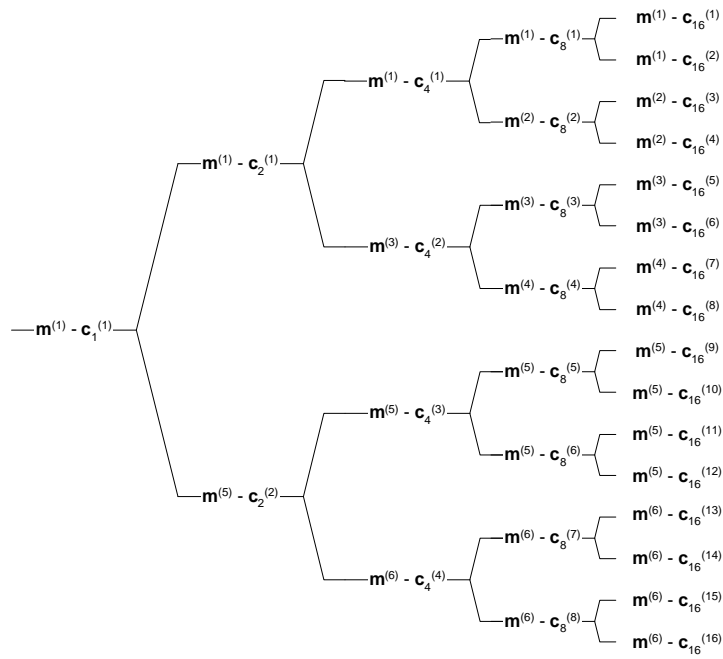 m(1) - c16(1)
m(1) - c8(1)
m(1) - c16(2)
m(1) - c4(1)
m(2) - c16(3)
m(2) - c8(2)
m(2) - c16(4)
m(1) - c2(1)
m(3) - c16(5)
m(3) - c8(3)
m(3) - c16(6)
m(3) - c4(2)
m(4) - c16(7)
m(4) - c8(4)
m(4) - c16(8)
m(1) - c1(1)
m(5) - c16(9)
m(5) - c8(5)
m(5) - c16(10)
m(5) - c4(3)
m(5) - c16(11)
m(5) - c8(6)
m(5) - c16(12)
m(5) - c2(2)
m(6) - c16(13)
m(6) - c8(7)
m(6) - c16(14)
m(6) - c4(4)
m(6) - c16(15)
m(6) - c8(8)
m(6) - c16(16)